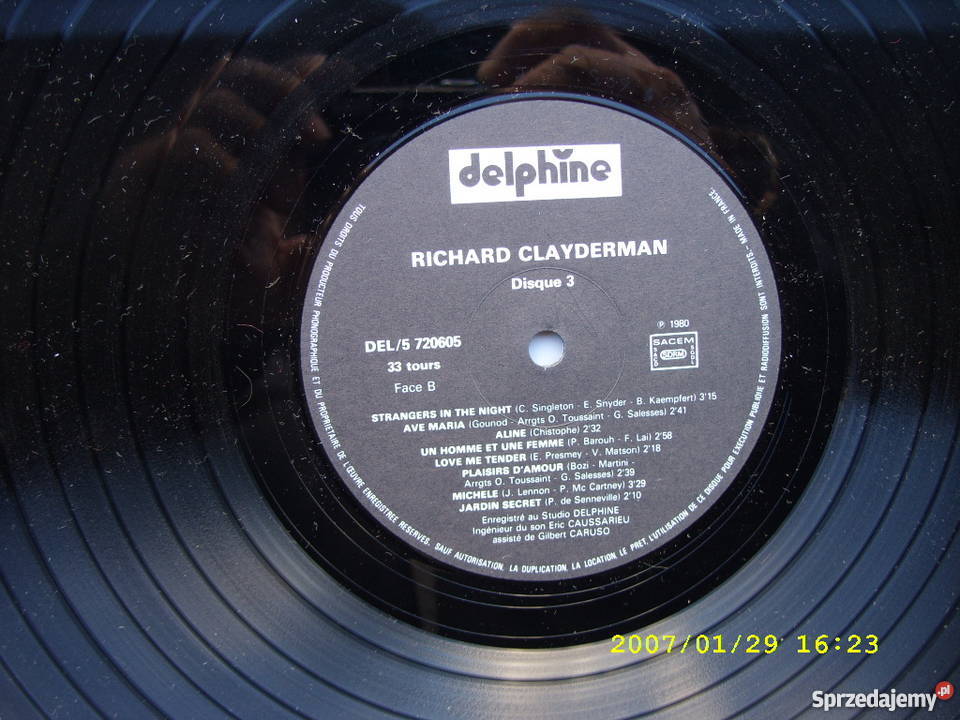 delphine
RICHARD CLAYDERMAN
Disque 3
DEL/5 720605
33 tours
Face B
℗ 1980
SACEM
SACD
SDRM
SGDL
STRANGERS IN THE NIGHT (C. Singleton - E. Snyder - B. Kaempfert) 3'15
AVE MARIA (Gounod - Arrgts O. Toussaint - G. Salesses) 2'41
ALINE (Chistophe) 2'32
UN HOMME ET UNE FEMME (P. Barouh - F. Lai) 2'58
LOVE ME TENDER (E. Presmey - V. Matson) 2'18
PLAISIRS D'AMOUR (Bozi - Martini -
Arrgts O. Toussaint - G. Salesses) 2'39
MICHELE (J. Lennon - P. Mc Cartney) 3'29
JARDIN SECRET (P. de Senneville) 2'10
Enregistré au Studio DELPHINE
Ingénieur du son Eric CAUSSARIEU
assisté de Gilbert CARUSO
TOUS DROITS DU PRODUCTEUR PHONOGRAPHIQUE ET DU PROPRIETAIRE DE L'ŒUVRE ENREGISTREE RESERVES. SAUF AUTORISATION, LA DUPLICATION, LA LOCATION, LE PRET, L'UTILISATION DE CE DISQUE POUR EXECUTION PUBLIQUE ET RADIODIFFUSION SONT INTERDITS. - MADE IN FRANCE.
2007/01/29 16:23
Sprzedajemy.pl